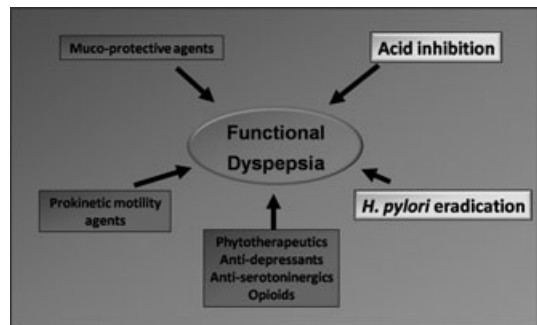 Muco-protective agents
Acid inhibition
Functional
Dyspepsia
Prokinetic motility
agents
H. pylori eradication
Phytotherapeutics
Anti-depressants
Anti-serotoninergics
Opioids